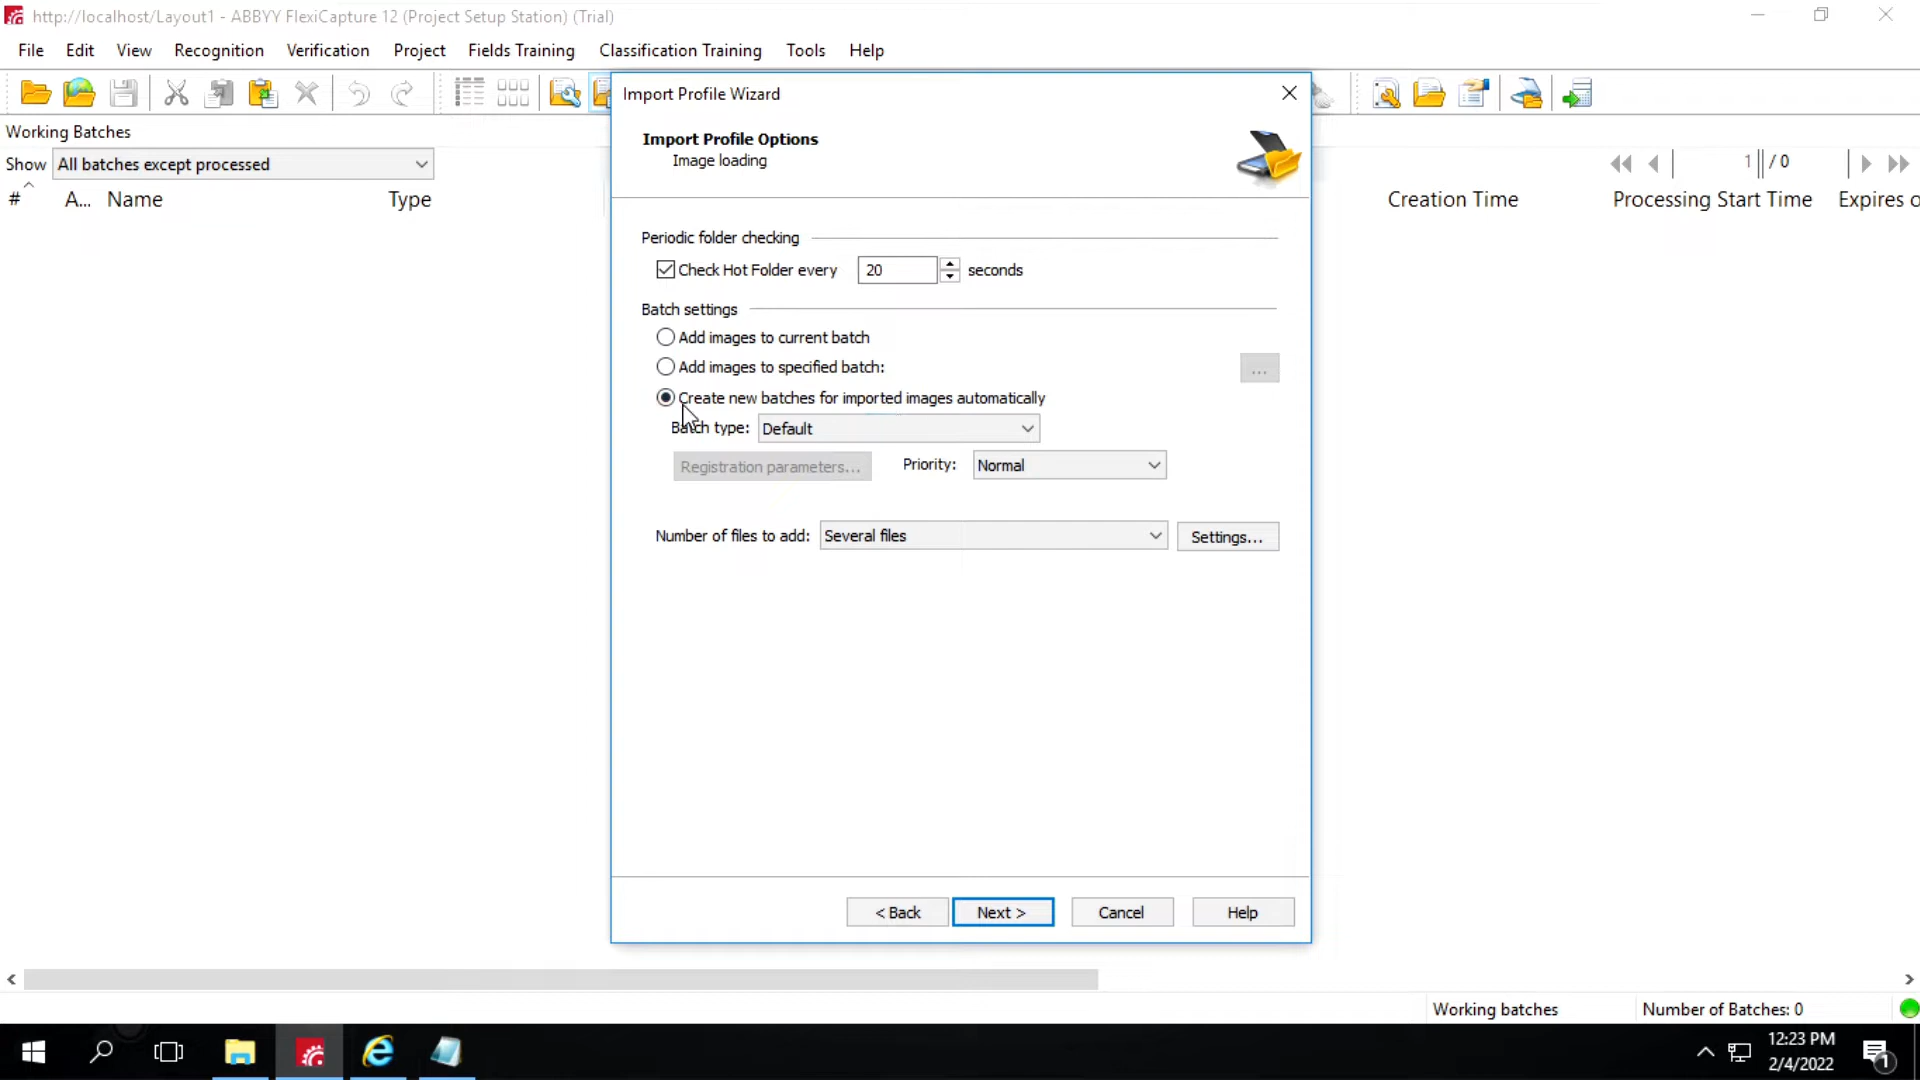 http://localhost/Layout1 - ABBYY FlexiCapture 12 (Project Setup Station) (Trial)
File Edit View Recognition Verification Project Fields Training Classification Training Tools Help
Import Profile Wizard
Working Batches
Import Profile Options
Image loading
Show All batches except processed
1 / 0
# A... Name Type Creation Time Processing Start Time Expires o
Periodic folder checking
Check Hot Folder every 20 seconds
Batch settings
Add images to current batch
Add images to specified batch:
...
Create new batches for imported images automatically
Batch type: Default
Registration parameters... Priority: Normal
Number of files to add: Several files Settings...
< Back Next > Cancel Help
Working batches Number of Batches: 0
12:23 PM
2/4/2022
1